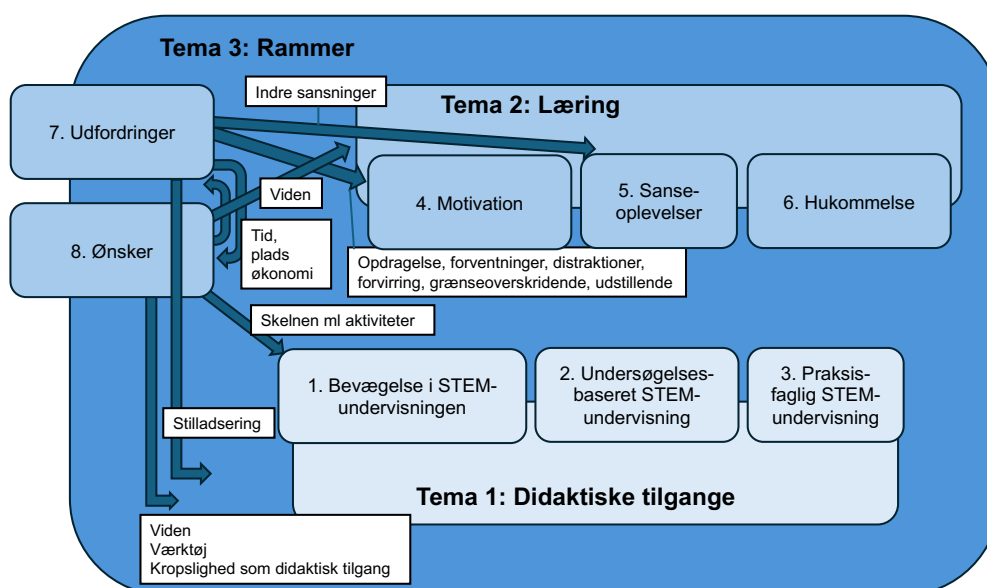 Tema 3: Rammer
Indre sansninger
Tema 2: Læring
7. Udfordringer
4. Motivation
5. Sanse-
oplevelser
6. Hukommelse
Viden
8. Ønsker
Tid,
plads
økonomi
Opdragelse, forventninger, distraktioner,
forvirring, grænseoverskridende, udstillende
Skelnen ml aktiviteter
1. Bevægelse i STEM-
undervisningen
2. Undersøgelses-
baseret STEM-
undervisning
3. Praksis-
faglig STEM-
undervisning
Stilladsering
Tema 1: Didaktiske tilgange
Viden
Værktøj
Kropslighed som didaktisk tilgang